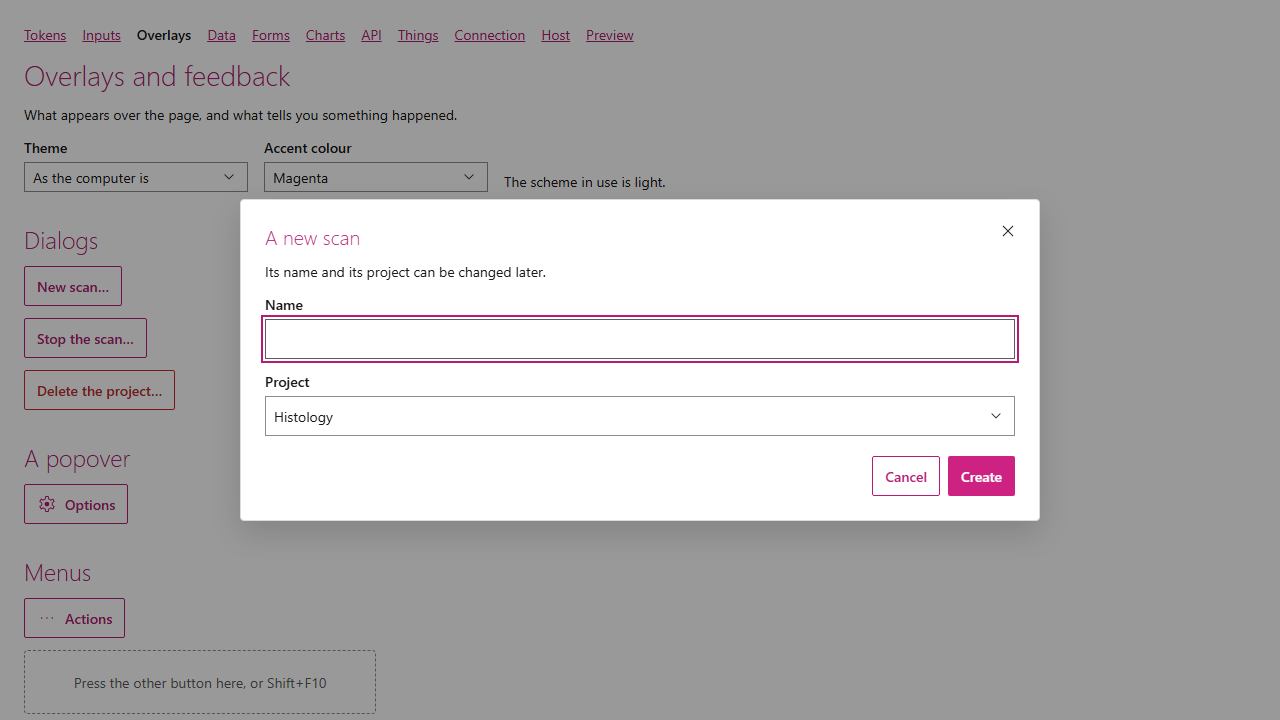 Tokens Inputs Overlays Data Forms Charts API Things Connection Host Preview
Overlays and feedback
What appears over the page, and what tells you something happened.
Theme Accent colour
As the computer is Magenta The scheme in use is light.
Dialogs
New scan...
Stop the scan...
Delete the project...
A popover
Options
Menus
Actions
Press the other button here, or Shift+F10
A new scan
Its name and its project can be changed later.
Name
Project
Histology
Cancel Create